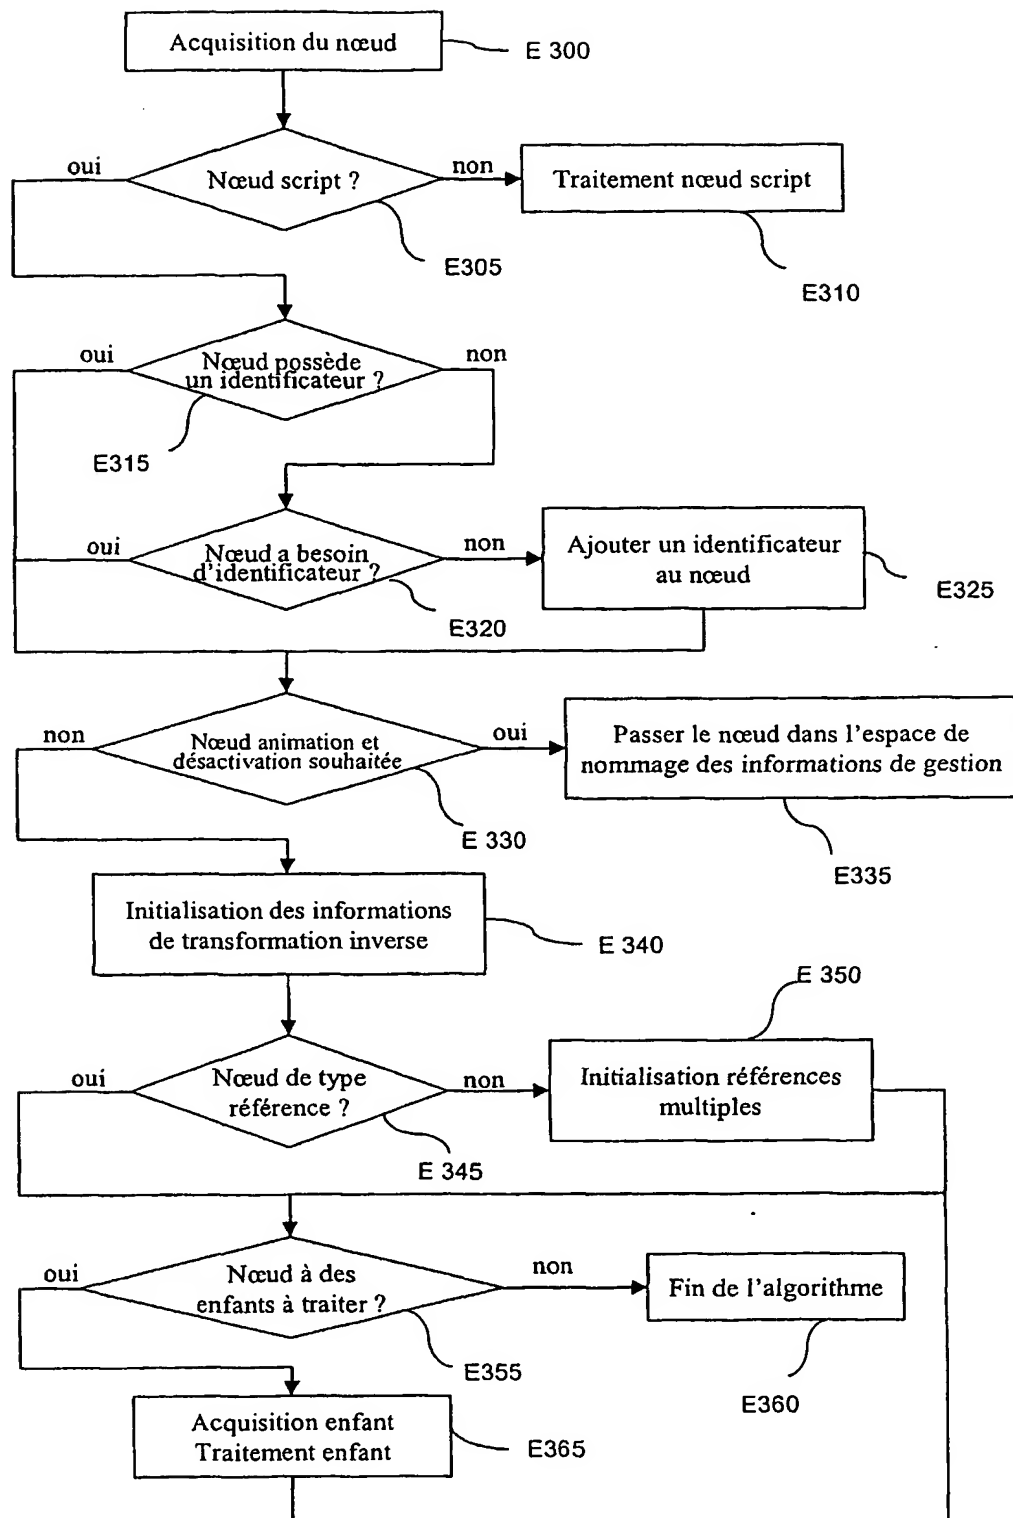 Acquisition du nœud
E 300
oui
Nœud script ?
non
Traitement nœud script
E305
E310
oui
Nœud possède
un identificateur ?
non
E315
oui
Nœud a besoin
d'identificateur ?
non
Ajouter un identificateur
au nœud
E325
E320
non
Nœud animation et
désactivation souhaitée
oui
Passer le nœud dans l'espace de
nommage des informations de gestion
E 330
E335
Initialisation des informations
de transformation inverse
E 340
E 350
oui
Nœud de type
référence ?
non
Initialisation références
multiples
E 345
oui
Nœud à des
enfants à traiter ?
non
Fin de l'algorithme
E355
E360
Acquisition enfant
Traitement enfant
E365